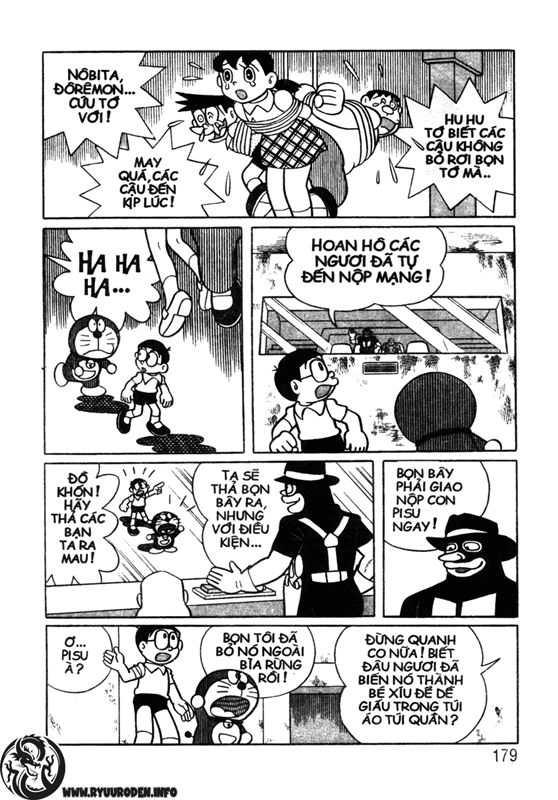 NÔBITA,
ĐÔRÊMON...
CỨU TỚ
VỚI!
MAY
QUÁ, CÁC
CẬU ĐẾN
KỊP LÚC!
HU HU
TỚ BIẾT CÁC
CẬU KHÔNG
BỎ RƠI BỌN
TỚ MÀ..
HA HA
HA...
HOAN HÔ CÁC
NGƯƠI ĐÃ TỰ
ĐẾN NỘP MẠNG!
ĐỒ
KHỐN!
HÃY
THẢ CÁC
BẠN
TA RA
MAU!
TA SẼ
THẢ BỌN
BÂY RA,
NHƯNG
VỚI ĐIỀU
KIỆN...
BỌN BÂY
PHẢI GIAO
NỘP CON
PISU
NGAY!
Ơ...
PISU
À?
BỌN TÔI ĐÃ
BỎ NÓ NGOÀI
BÌA RỪNG
RỒI!
ĐỪNG QUANH
CO NỮA! BIẾT
ĐÂU NGƯƠI ĐÃ
BIẾN NÓ THÀNH
BÉ XÍU ĐỂ DỄ
GIẤU TRONG TÚI
ÁO TÚI QUẦN?
179
WWW.RYUURODEN.INFO